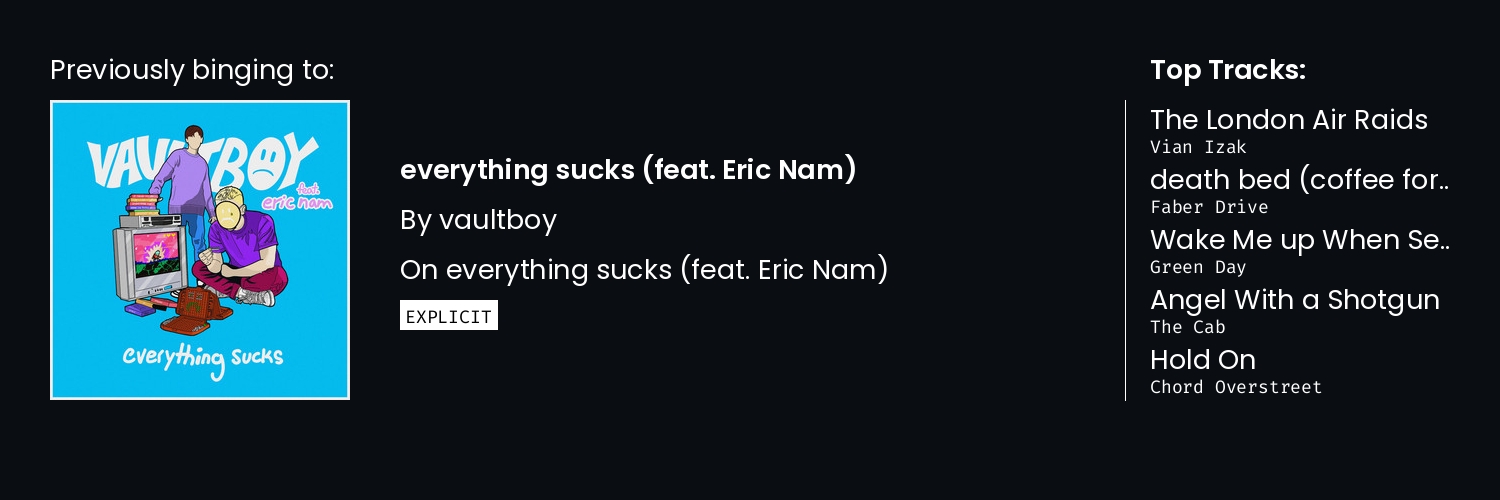 Previously binging to:
VAULTBOY
feat.
eric nam
everything sucks
everything sucks (feat. Eric Nam)
By vaultboy
On everything sucks (feat. Eric Nam)
EXPLICIT
Top Tracks:
The London Air Raids
Vian Izak
death bed (coffee for..
Faber Drive
Wake Me up When Se..
Green Day
Angel With a Shotgun
The Cab
Hold On
Chord Overstreet